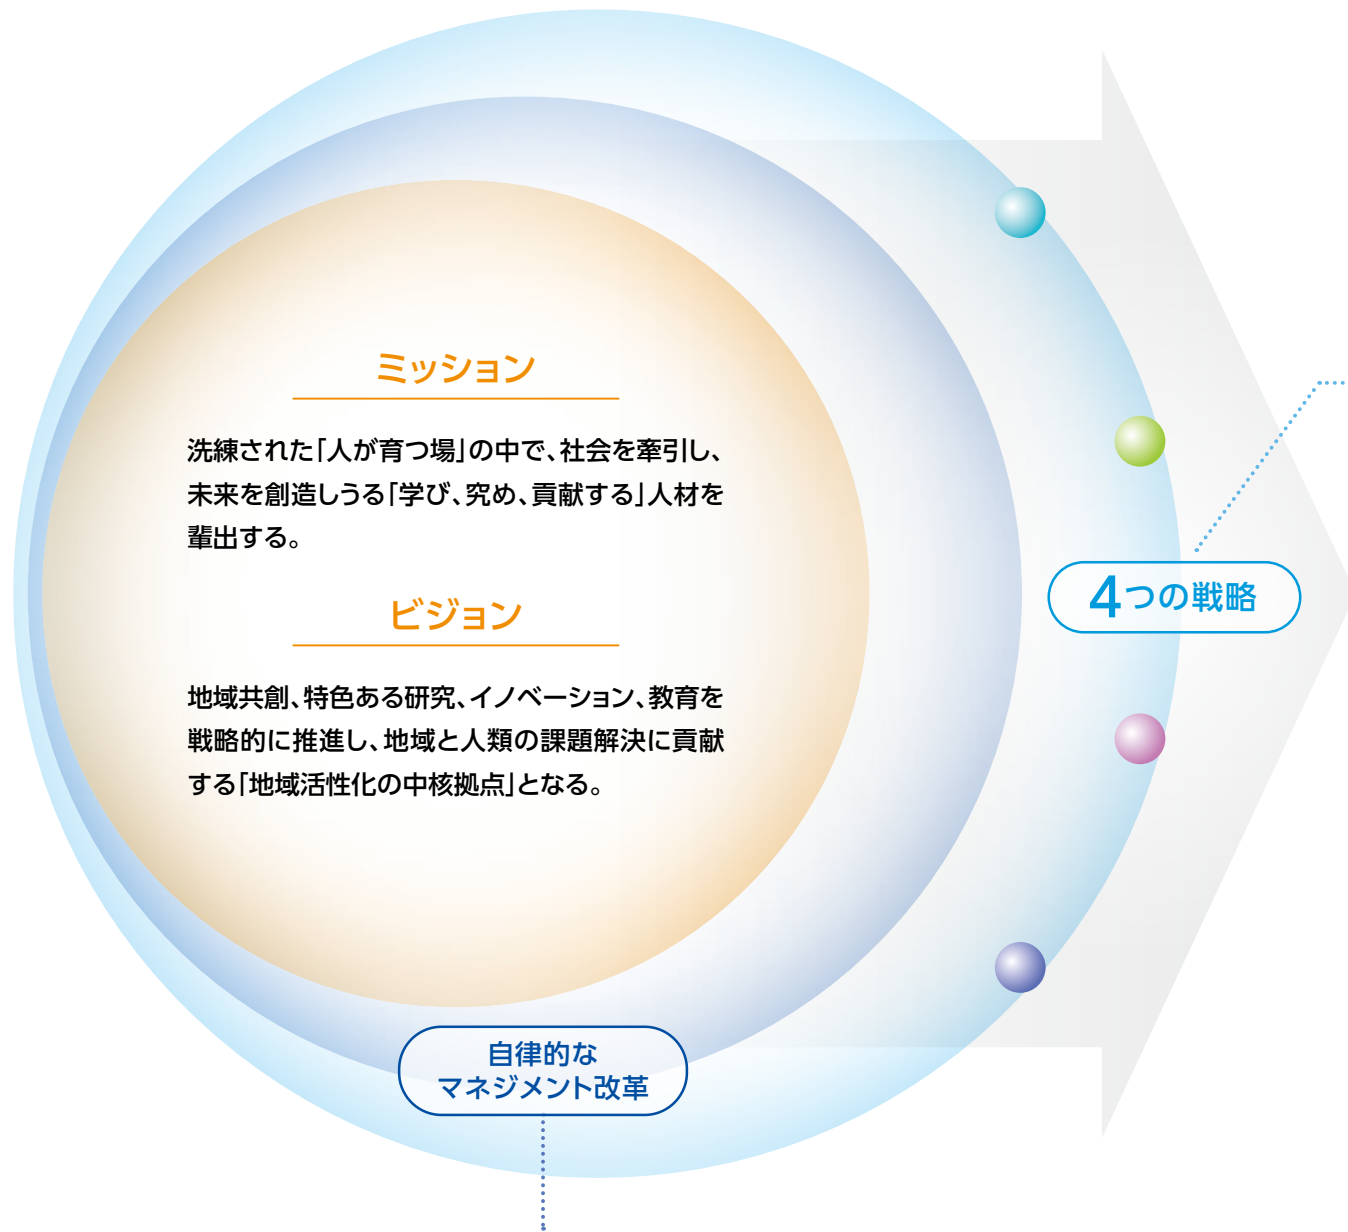 ミッション
洗練された「人が育つ場」の中で、社会を牽引し、
未来を創造しうる「学び、究め、貢献する」人材を
輩出する。
ビジョン
地域共創、特色ある研究、イノベーション、教育を
戦略的に推進し、地域と人類の課題解決に貢献
する「地域活性化の中核拠点」となる。
4つの戦略
自律的な
マネジメント改革